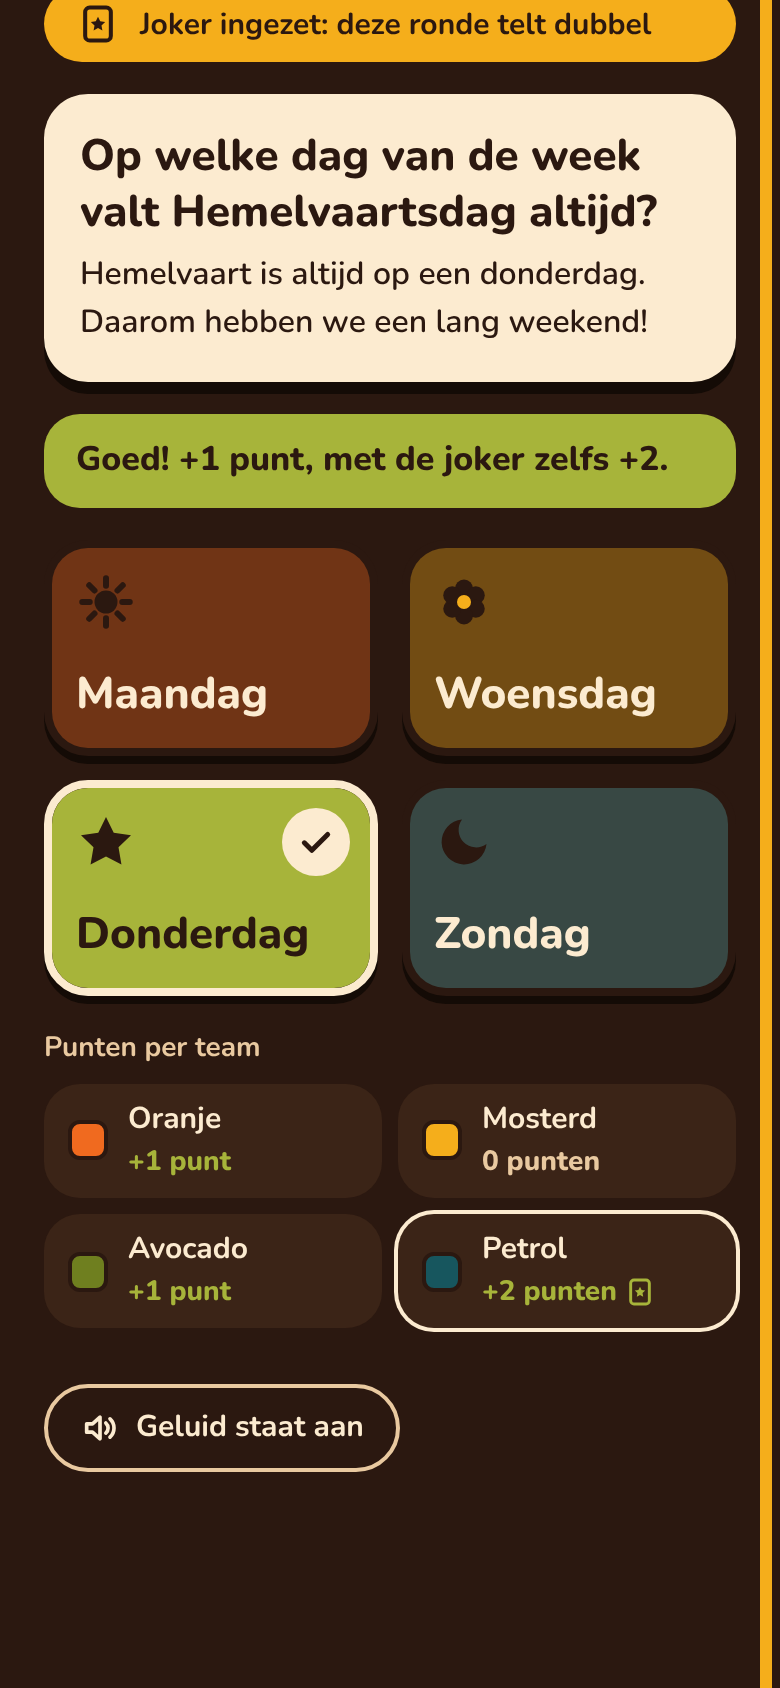 Joker ingezet: deze ronde telt dubbel
Op welke dag van de week
valt Hemelvaartsdag altijd?
Hemelvaart is altijd op een donderdag.
Daarom hebben we een lang weekend!
Goed! +1 punt, met de joker zelfs +2.
Maandag
Woensdag
Donderdag
Zondag
Punten per team
Oranje
+1 punt
Mosterd
0 punten
Avocado
+1 punt
Petrol
+2 punten
Geluid staat aan